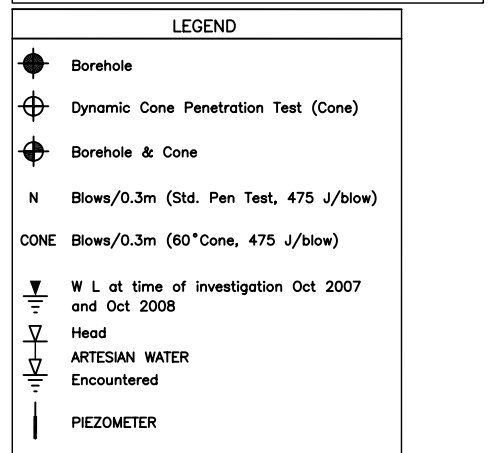 LEGEND
Borehole
Dynamic Cone Penetration Test (Cone)
Borehole & Cone
N Blows/0.3m (Std. Pen Test, 475 J/blow)
CONE Blows/0.3m (60°Cone, 475 J/blow)
W L at time of investigation Oct 2007
and Oct 2008
Head
ARTESIAN WATER
Encountered
PIEZOMETER